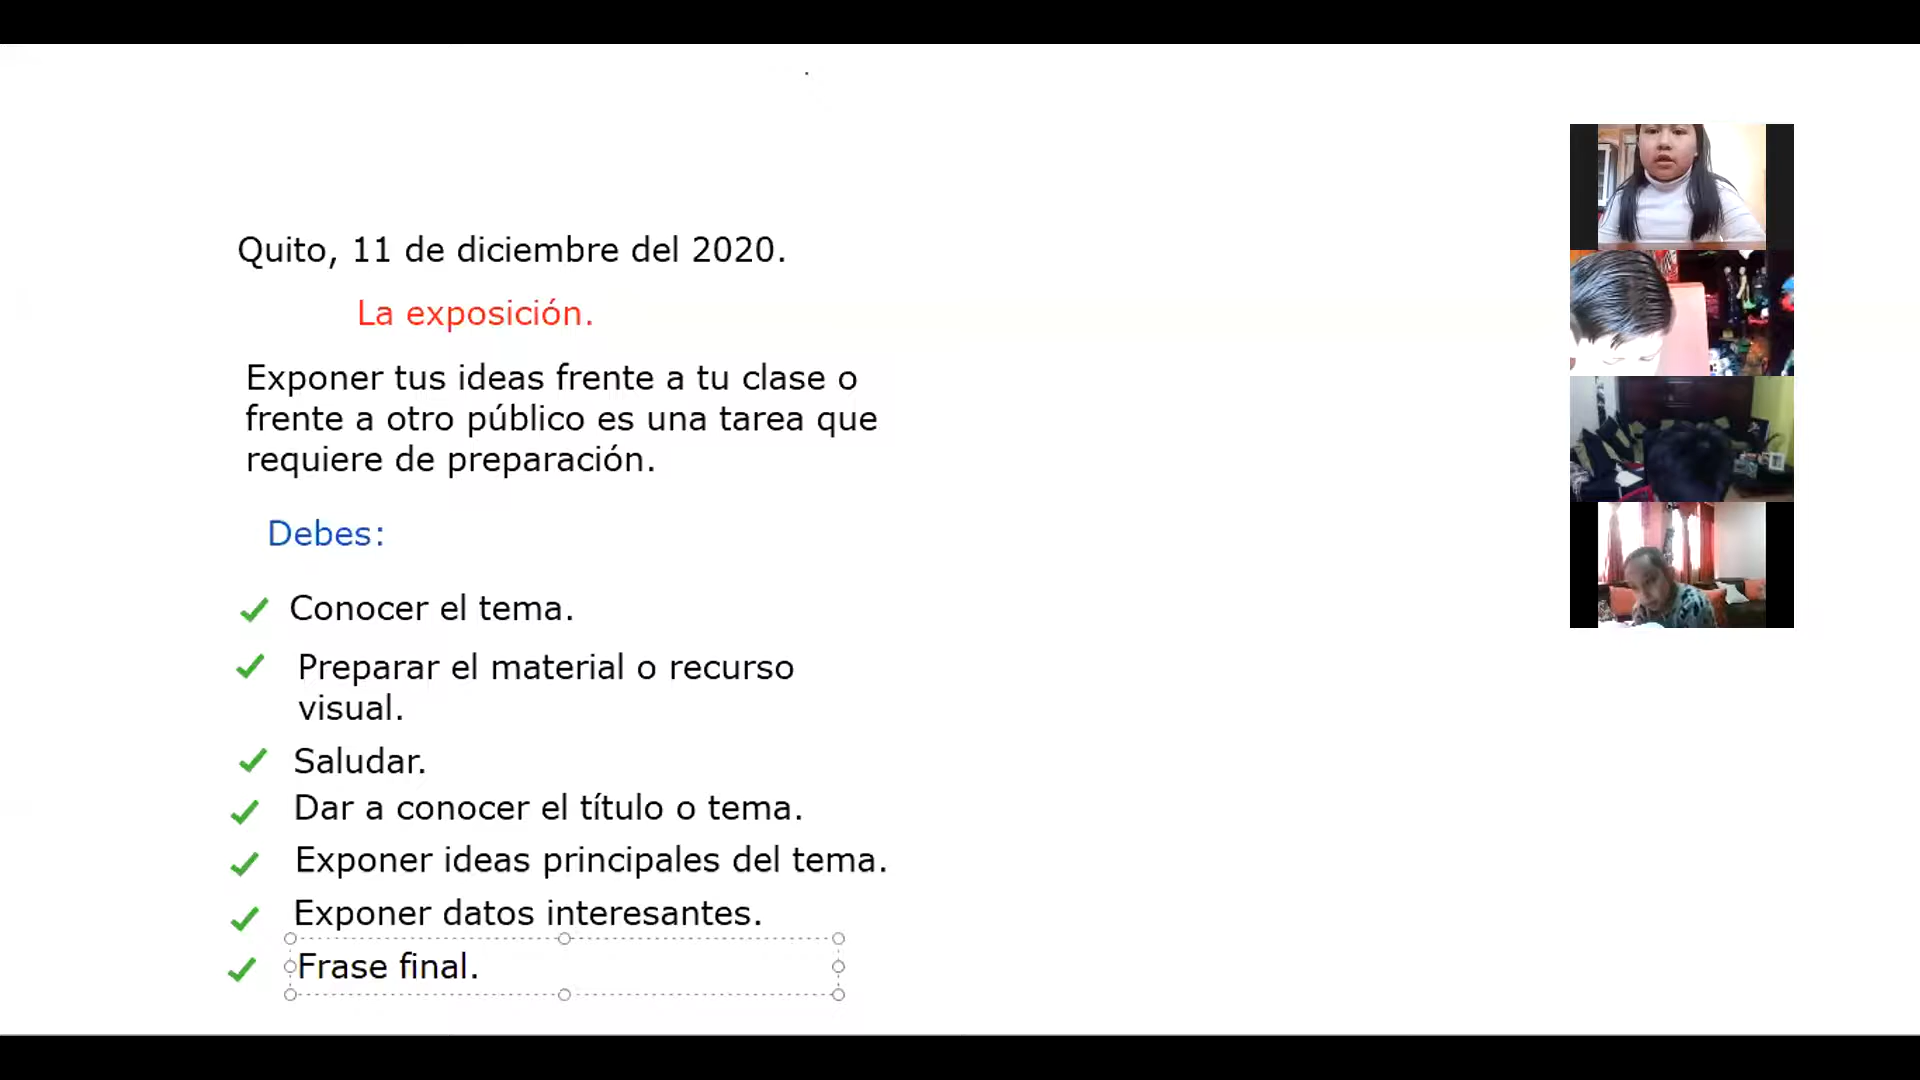 Quito, 11 de diciembre del 2020.
La exposición.
Exponer tus ideas frente a tu clase o
frente a otro público es una tarea que
requiere de preparación.
Debes:
Conocer el tema.
Preparar el material o recurso
visual.
Saludar.
Dar a conocer el título o tema.
Exponer ideas principales del tema.
Exponer datos interesantes.
Frase final.